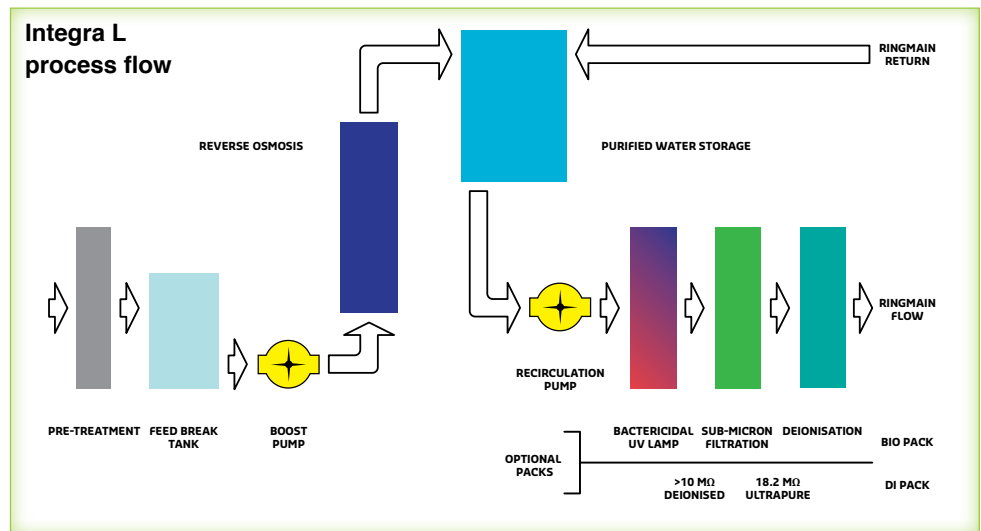 Integra L
process flow
RINGMAIN
RETURN
REVERSE OSMOSIS
PURIFIED WATER STORAGE
RINGMAIN
FLOW
RECIRCULATION
PUMP
PRE-TREATMENT
FEED BREAK
TANK
BOOST
PUMP
BACTERICIDAL
UV LAMP
SUB-MICRON
FILTRATION
DEIONISATION
BIO PACK
OPTIONAL
PACKS
>10 MΩ
DEIONISED
18.2 MΩ
ULTRAPURE
DI PACK